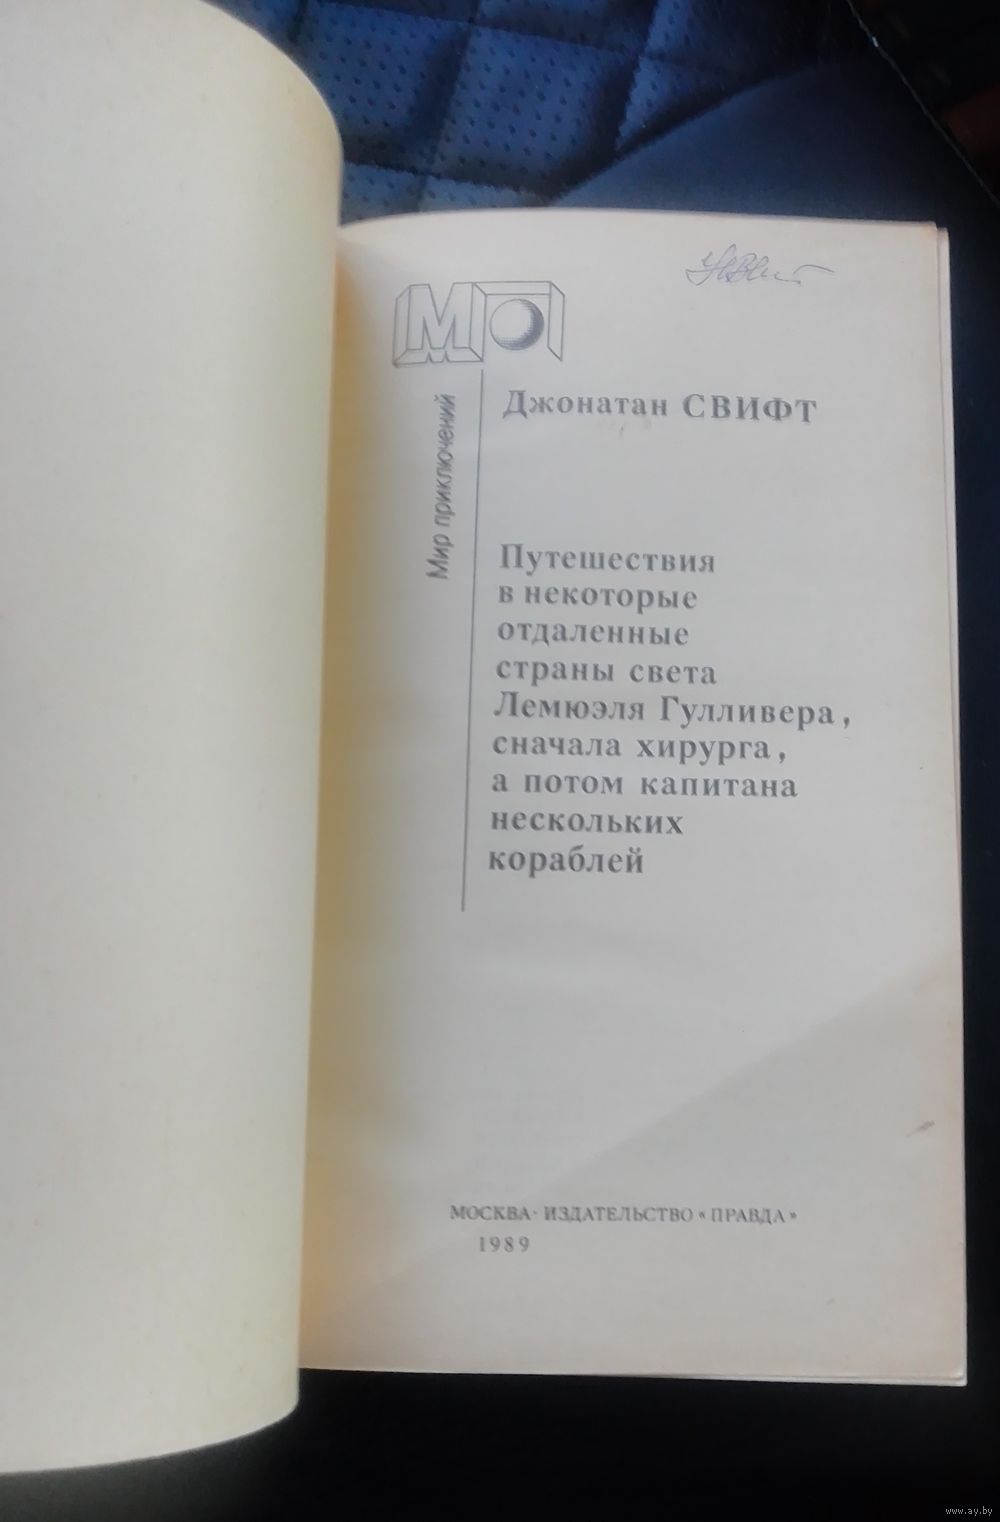 М
Мир приключений
Джонатан СВИФТ
Путешествия
в некоторые
отдаленные
страны света
Лемюэля Гулливера,
сначала хирурга,
а потом капитана
нескольких
кораблей
МОСКВА· ИЗДАТЕЛЬСТВО «ПРАВДА»
1989
www.ay.by